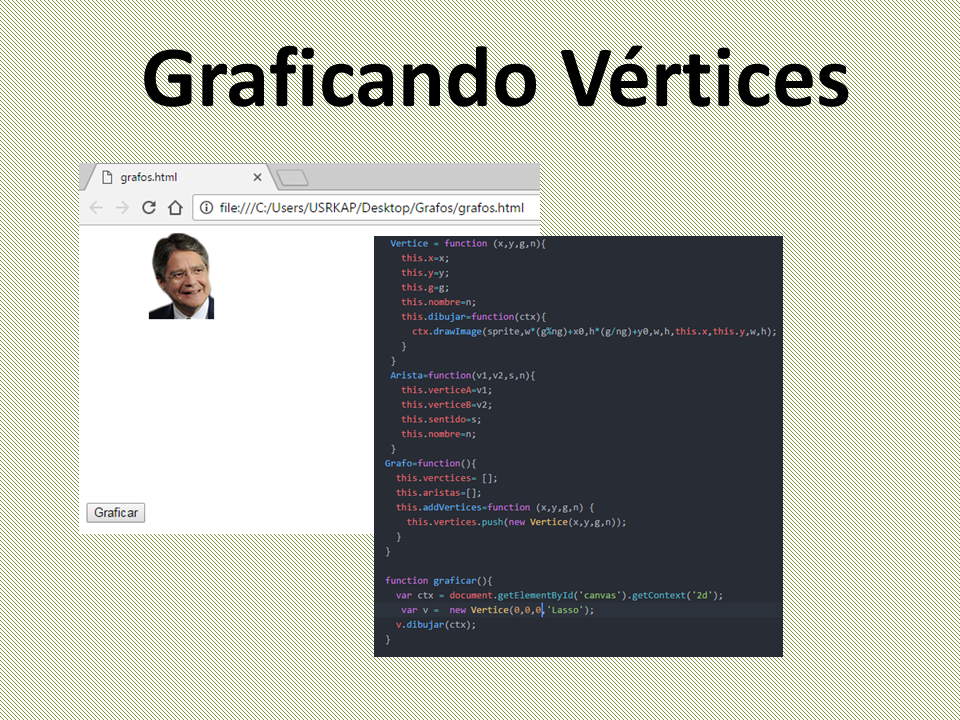 Graficando Vértices
grafos.html
file:///C:/Users/USRKAP/Desktop/Grafos/grafos.html
Graficar
Vertice = function (x,y,g,n){
this.x=x;
this.y=y;
this.g=g;
this.nombre=n;
this.dibujar=function(ctx){
ctx.drawImage(sprite,w*(g%ng)+x0,h*(g/ng)+y0,w,h,this.x,this.y,w,h);
}
}
Arista=function(v1,v2,s,n){
this.verticeA=v1;
this.verticeB=v2;
this.sentido=s;
this.nombre=n;
}
Grafo=function(){
this.verctices= [];
this.aristas=[];
this.addVertices=function (x,y,g,n) {
this.vertices.push(new Vertice(x,y,g,n));
}
}
function graficar(){
var ctx = document.getElementById('canvas').getContext('2d');
var v =  new Vertice(0,0,0,'Lasso');
v.dibujar(ctx);
}